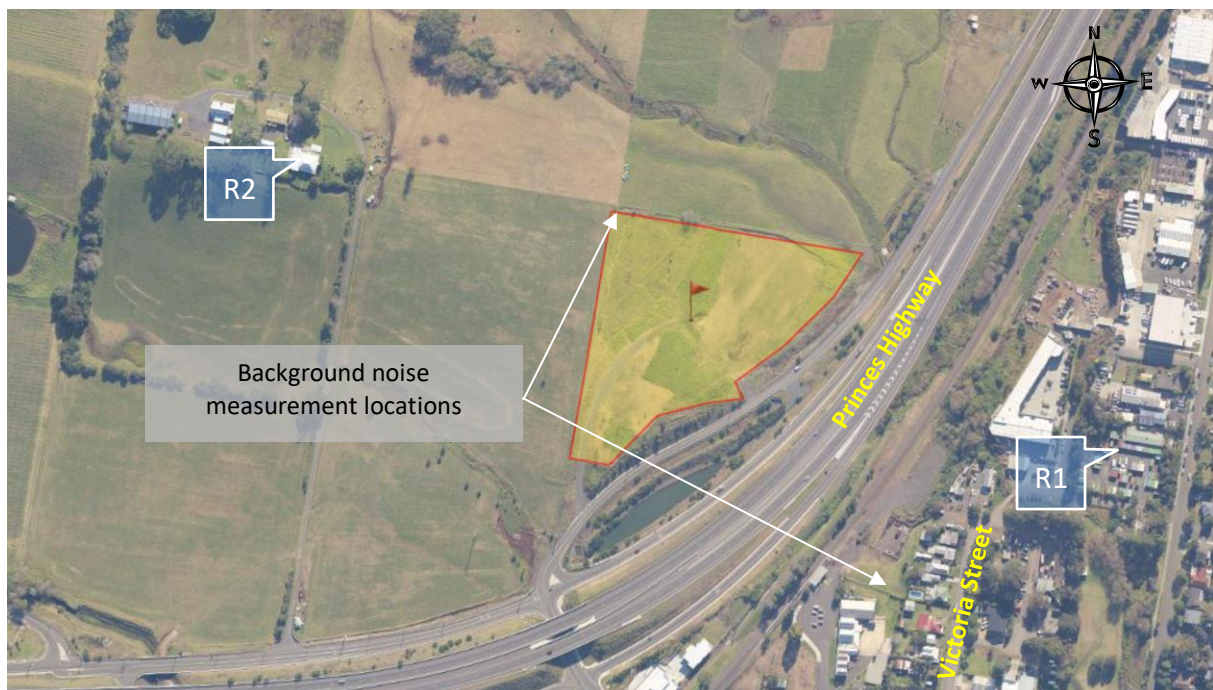 N
W
E
S
R2
Princes Highway
Background noise
measurement locations
R1
Victoria Street